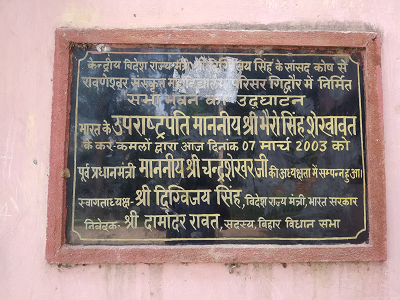 केन्द्रीय विदेश राज्य मंत्री श्री दिग्विजय सिंह के सांसद कोष से
रावणेश्वर संस्कृत महाविद्यालय परिसर गिद्धौर में निर्मित
सभा भवन का उद्घाटन
भारत के उपराष्ट्रपति माननीय श्री भैरो सिंह शेखावत
के कर-कमलों द्वारा आज दिनांक 07 मार्च 2003 को
पूर्व प्रधानमंत्री माननीय श्री चन्द्रशेखर जी की अध्यक्षता में सम्पन्न हुआ।
स्वागताध्यक्ष- श्री दिग्विजय सिंह, विदेश राज्य मंत्री, भारत सरकार
निवेदक- श्री दामोदर रावत, सदस्य, बिहार विधान सभा